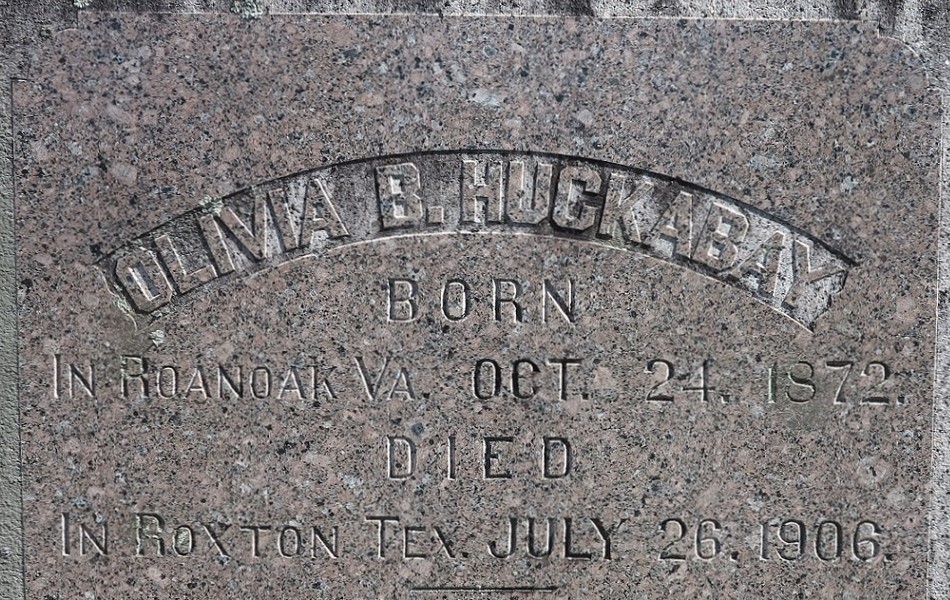 OLIVIA B. HUCKABAY
BORN
IN ROANOAK VA. OCT. 24. 1872.
DIED
IN ROXTON TEX. JULY 26. 1906.